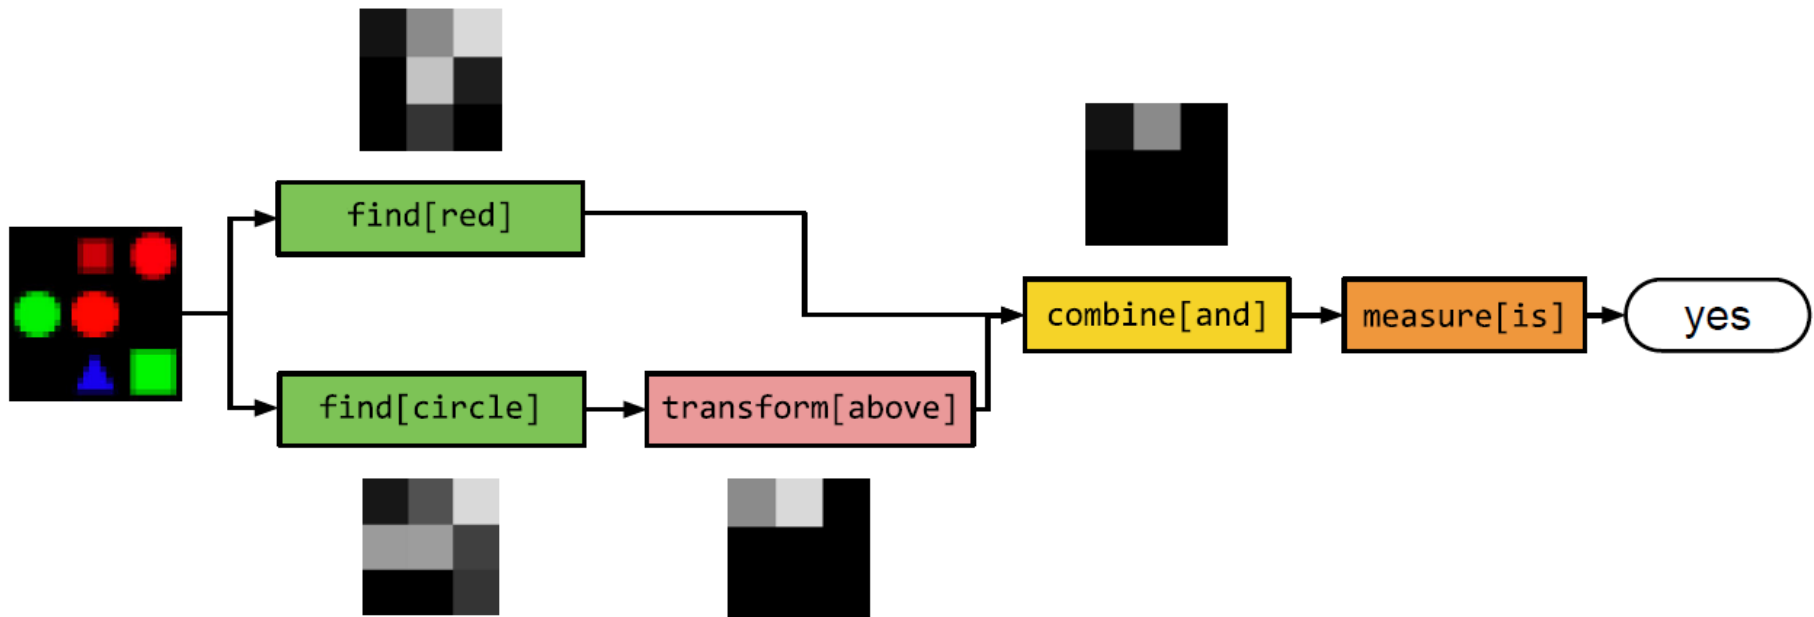 find[red]
find[circle]
transform[above]
combine[and]
measure[is]
yes